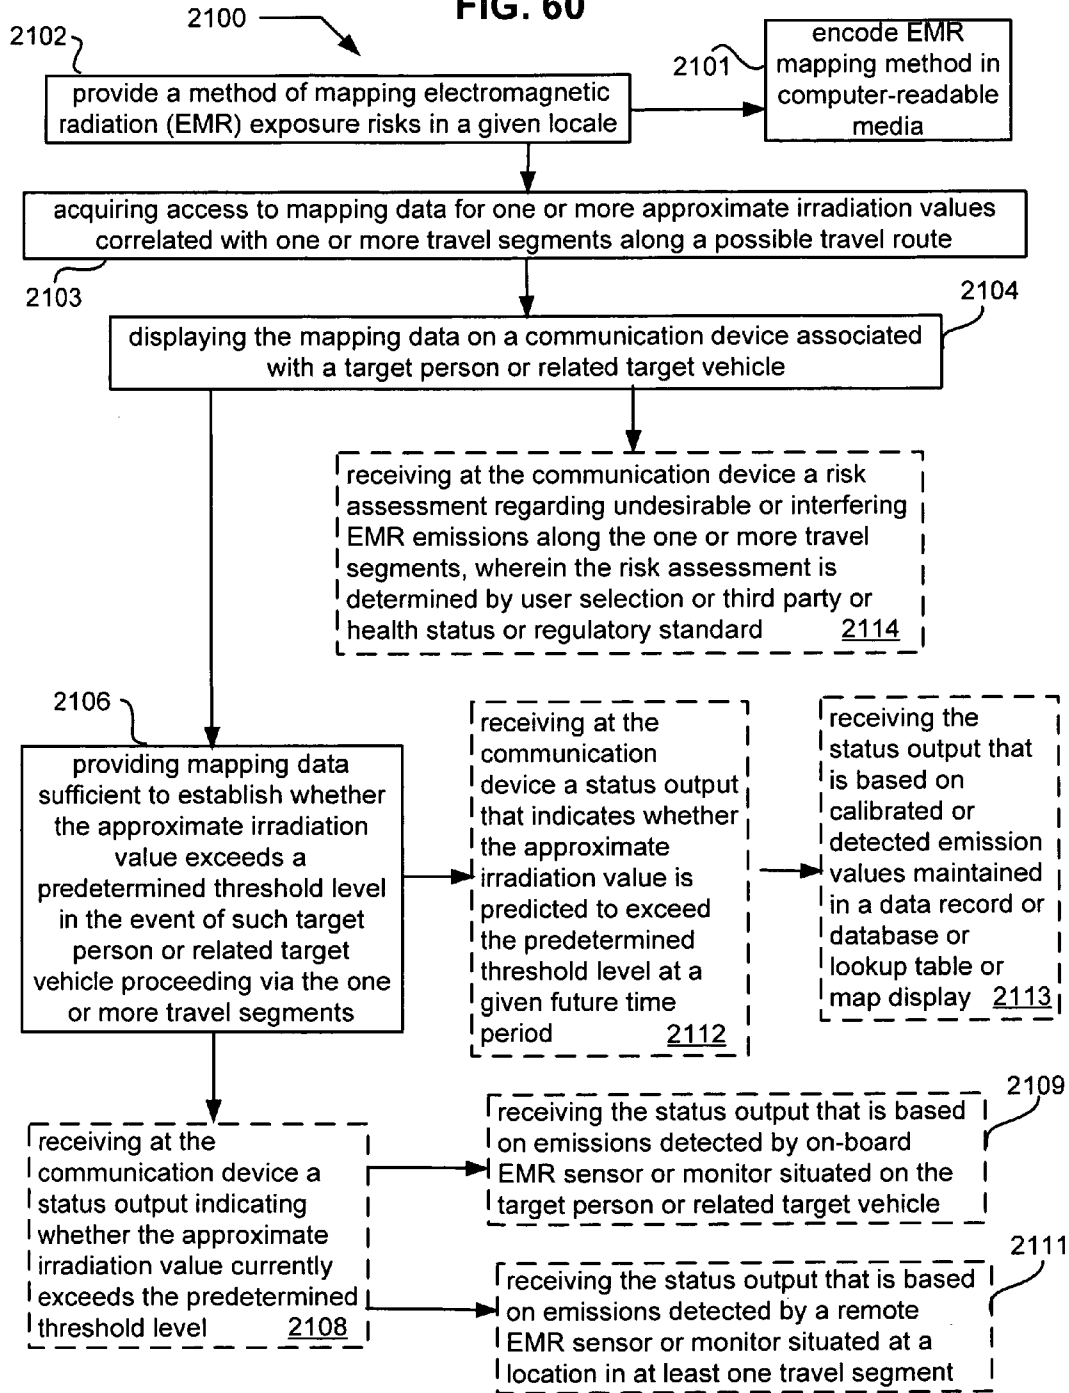 FIG. 60
2100
2102
provide a method of mapping electromagnetic
radiation (EMR) exposure risks in a given locale
2101
encode EMR
mapping method in
computer-readable
media
acquiring access to mapping data for one or more approximate irradiation values
correlated with one or more travel segments along a possible travel route
2103
2104
displaying the mapping data on a communication device associated
with a target person or related target vehicle
receiving at the communication device a risk
assessment regarding undesirable or interfering
EMR emissions along the one or more travel
segments, wherein the risk assessment is
determined by user selection or third party or
health status or regulatory standard 2114
2106
providing mapping data
sufficient to establish whether
the approximate irradiation
value exceeds a
predetermined threshold level
in the event of such target
person or related target
vehicle proceeding via the one
or more travel segments
receiving at the
communication
device a status output
that indicates whether
the approximate
irradiation value is
predicted to exceed
the predetermined
threshold level at a
given future time
period 2112
receiving the
status output that
is based on
calibrated or
detected emission
values maintained
in a data record or
database or
lookup table or
map display 2113
receiving at the
communication device a
status output indicating
whether the approximate
irradiation value currently
exceeds the predetermined
threshold level 2108
2109
receiving the status output that is based
on emissions detected by on-board
EMR sensor or monitor situated on the
target person or related target vehicle
2111
receiving the status output that is based
on emissions detected by a remote
EMR sensor or monitor situated at a
location in at least one travel segment